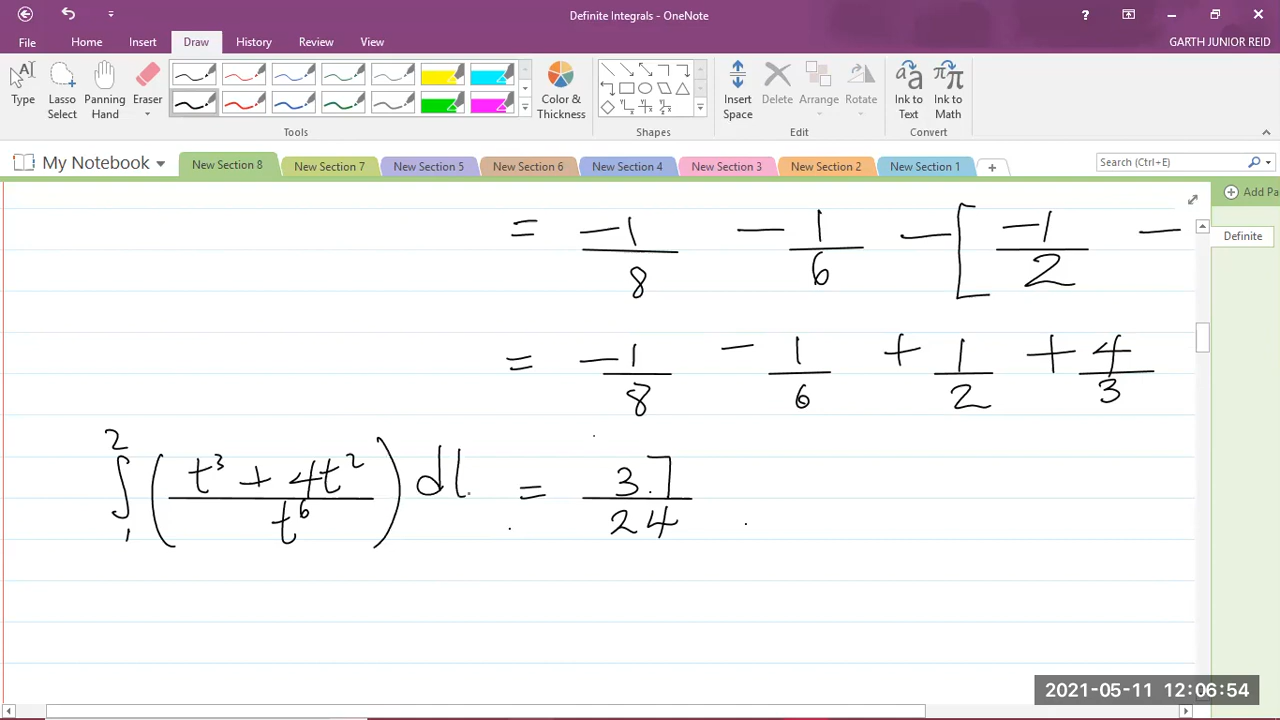 Definite Integrals - OneNote
File Home Insert Draw History Review View GARTH JUNIOR REID
Type Lasso Select Panning Hand Eraser Color & Thickness Insert Space Delete Arrange Rotate Ink to Text Ink to Math
Tools Shapes Edit Convert
My Notebook New Section 8 New Section 7 New Section 5 New Section 6 New Section 4 New Section 3 New Section 2 New Section 1 + Search (Ctrl+E)
Add Pa
Definite
= -1/8 - 1/6 - [ -1/2 -
= -1/8 - 1/6 + 1/2 + 4/3
∫₁² ( (t³ + 4t²) / t⁶ ) dt = 37/24
2021-05-11 12:06:54